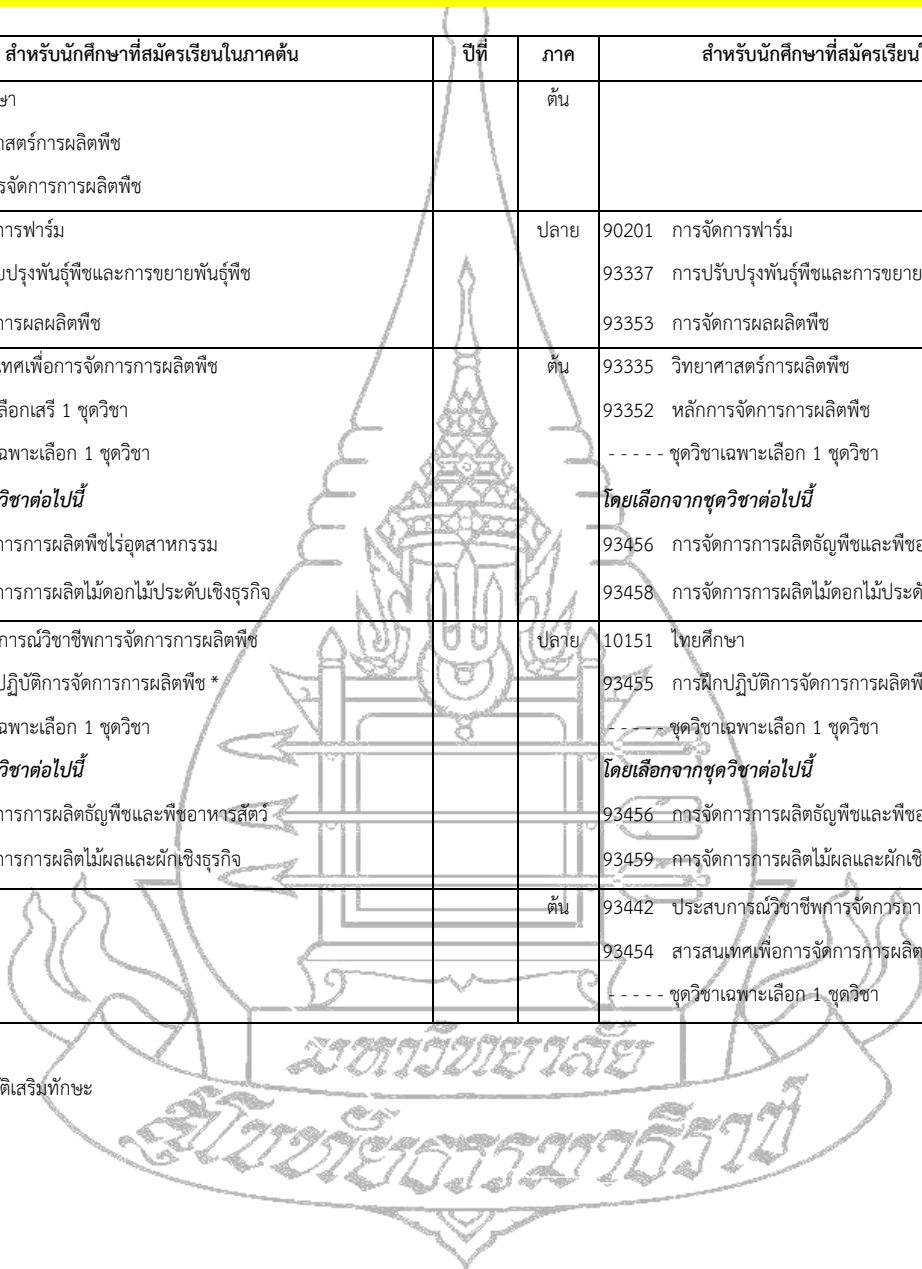 สำหรับนักศึกษาที่สมัครเรียนในภาคต้น ปีที่ ภาค สำหรับนักศึกษาที่สมัครเรียน
ษา ต้น
าสตร์การผลิตพืช
รจัดการการผลิตพืช
การฟาร์ม ปลาย 90201 การจัดการฟาร์ม
บปรุงพันธุ์พืชและการขยายพันธุ์พืช 93337 การปรับปรุงพันธุ์พืชและการขยาย
การผลผลิตพืช 93353 การจัดการผลผลิตพืช
ทศเพื่อการจัดการการผลิตพืช ต้น 93335 วิทยาศาสตร์การผลิตพืช
ลือกเสรี 1 ชุดวิชา 93352 หลักการจัดการการผลิตพืช
ฉพาะเลือก 1 ชุดวิชา - - - - - ชุดวิชาเฉพาะเลือก 1 ชุดวิชา
วิชาต่อไปนี้ โดยเลือกจากชุดวิชาต่อไปนี้
การการผลิตพืชไร่อุตสาหกรรม 93456 การจัดการการผลิตธัญพืชและพืชอ
การการผลิตไม้ดอกไม้ประดับเชิงธุรกิจ 93458 การจัดการการผลิตไม้ดอกไม้ประดั
การณ์วิชาชีพการจัดการการผลิตพืช ปลาย 10151 ไทยศึกษา
ปฏิบัติการจัดการการผลิตพืช * 93455 การฝึกปฏิบัติการจัดการการผลิตพื
ฉพาะเลือก 1 ชุดวิชา - - - - - ชุดวิชาเฉพาะเลือก 1 ชุดวิชา
วิชาต่อไปนี้ โดยเลือกจากชุดวิชาต่อไปนี้
การการผลิตธัญพืชและพืชอาหารสัตว์ 93456 การจัดการการผลิตธัญพืชและพืชอ
การการผลิตไม้ผลและผักเชิงธุรกิจ 93459 การจัดการการผลิตไม้ผลและผักเชิ
ต้น 93442 ประสบการณ์วิชาชีพการจัดการกา
93454 สารสนเทศเพื่อการจัดการการผลิต
- - - - - ชุดวิชาเฉพาะเลือก 1 ชุดวิชา
มหาวิทยาลัย
ติเสริมทักษะ
สุโขทัยธรรมาธิราช